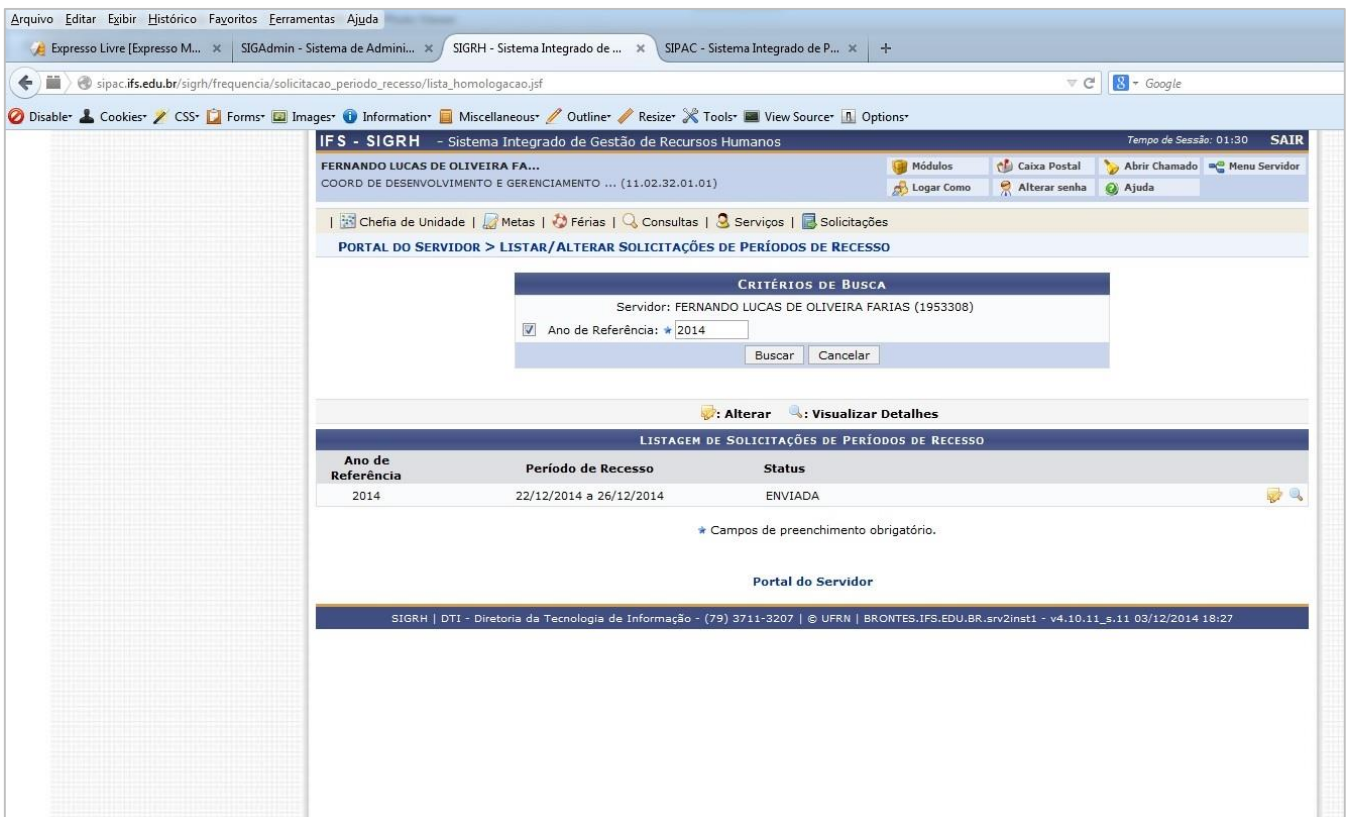 Arquivo Editar Exibir Histórico Favoritos Ferramentas Ajuda
Expresso Livre [Expresso M... × SIGAdmin - Sistema de Admini... × SIGRH - Sistema Integrado de ... × SIPAC - Sistema Integrado de P... × +
sipac.ifs.edu.br/sigrh/frequencia/solicitacao_periodo_recesso/lista_homologacao.jsf 8 Google
Disable Cookies CSS Forms Images Information Miscellaneous Outline Resize Tools View Source Options
IFS - SIGRH - Sistema Integrado de Gestão de Recursos Humanos Tempo de Sessão: 01:30 SAIR
FERNANDO LUCAS DE OLIVEIRA FA... Módulos Caixa Postal Abrir Chamado Menu Servidor
COORD DE DESENVOLVIMENTO E GERENCIAMENTO ... (11.02.32.01.01) Logar Como Alterar senha Ajuda
| Chefia de Unidade | Metas | Férias | Consultas | Serviços | Solicitações
PORTAL DO SERVIDOR > LISTAR/ALTERAR SOLICITAÇÕES DE PERÍODOS DE RECESSO
CRITÉRIOS DE BUSCA
Servidor: FERNANDO LUCAS DE OLIVEIRA FARIAS (1953308)
Ano de Referência: 2014
Buscar Cancelar
: Alterar : Visualizar Detalhes
LISTAGEM DE SOLICITAÇÕES DE PERÍODOS DE RECESSO
Ano de Referência Período de Recesso Status
2014 22/12/2014 a 26/12/2014 ENVIADA
Campos de preenchimento obrigatório.
Portal do Servidor
SIGRH | DTI - Diretoria da Tecnologia de Informação - (79) 3711-3207 | © UFRN | BRONTES.IFS.EDU.BR.srv2inst1 - v4.10.11_s.11 03/12/2014 18:27